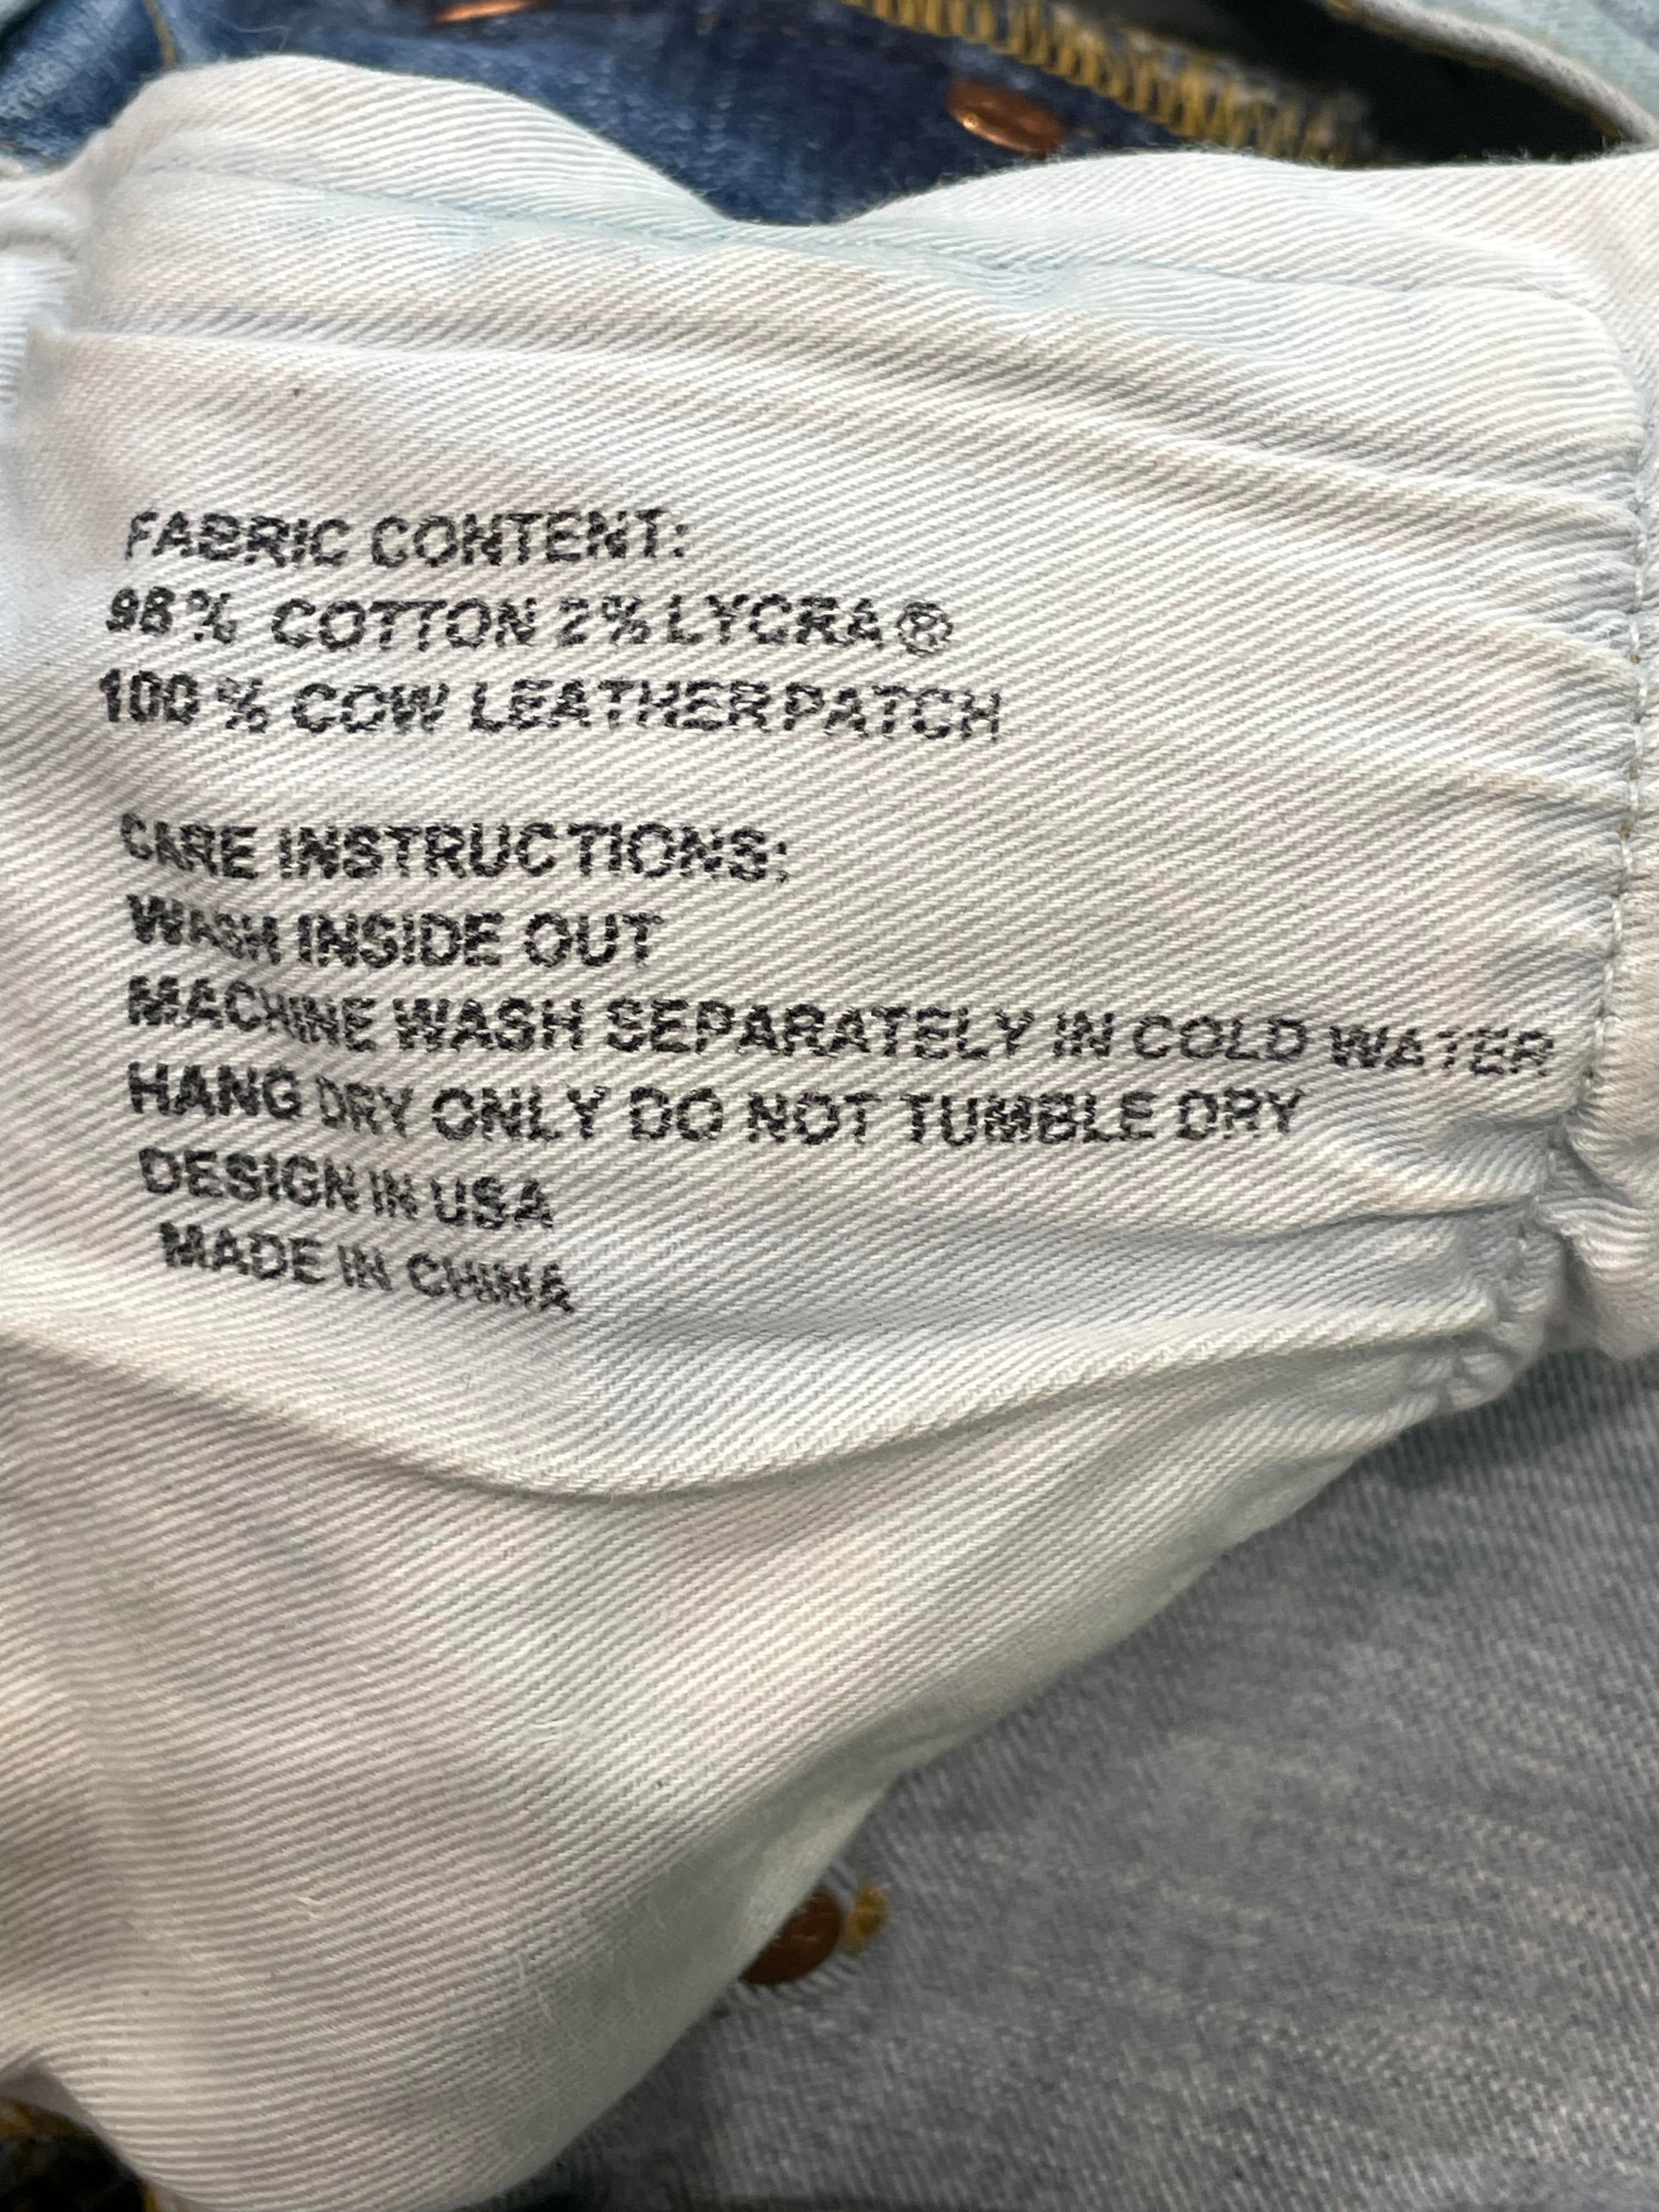 FABRIC CONTENT:
98% COTTON 2% LYCRA®
100% COW LEATHER PATCH
CARE INSTRUCTIONS:
WASH INSIDE OUT
MACHINE WASH SEPARATELY IN COLD WATER
HANG DRY ONLY DO NOT TUMBLE DRY
DESIGN IN USA
MADE IN CHINA